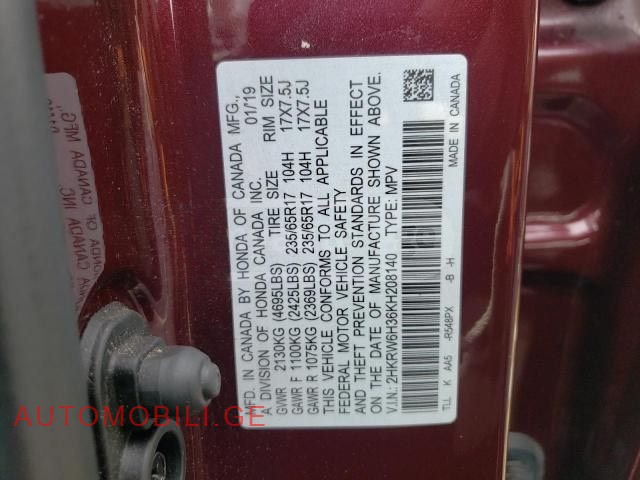 MFD. IN CANADA BY HONDA OF CANADA MFG.,
A DIVISION OF HONDA CANADA INC. 01/19
GVWR 2130KG (4695LBS) TIRE SIZE RIM SIZE
GAWR F 1100KG (2425LBS) 235/65R17 104H 17X7.5J
GAWR R 1075KG (2369LBS) 235/65R17 104H 17X7.5J
THIS VEHICLE CONFORMS TO ALL APPLICABLE
FEDERAL MOTOR VEHICLE SAFETY
AND THEFT PREVENTION STANDARDS IN EFFECT
ON THE DATE OF MANUFACTURE SHOWN ABOVE.
V.I.N.: 2HKRW6H36KH208140 TYPE: MPV
TLL K AA5 -R548PX -B -H MADE IN CANADA
AUTOMOBILI.GE